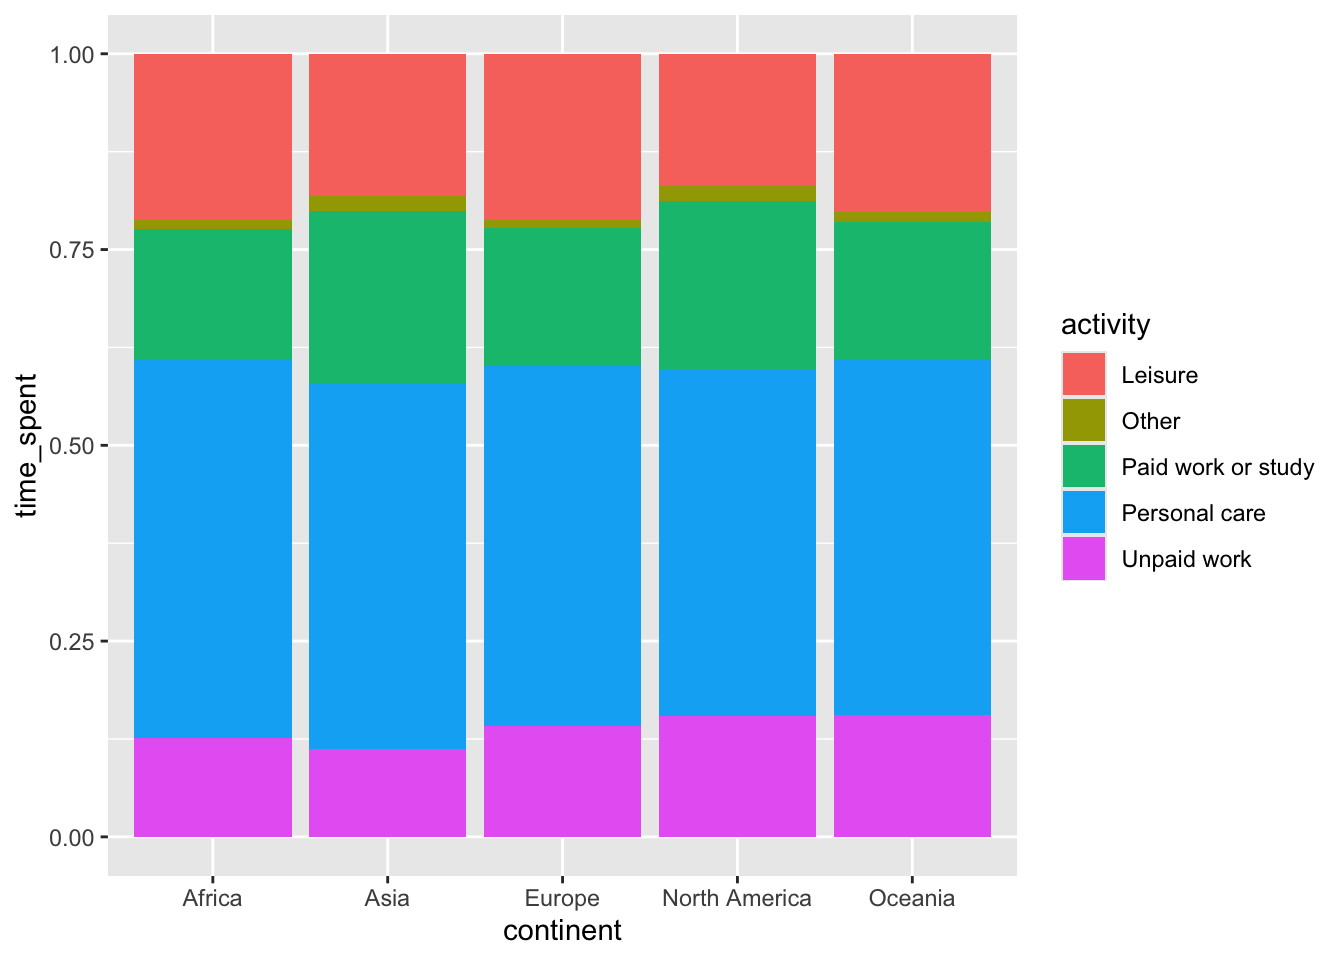 1.00
0.75
0.50
0.25
0.00
time_spent
Africa
Asia
Europe
North America
Oceania
continent
activity
Leisure
Other
Paid work or study
Personal care
Unpaid work